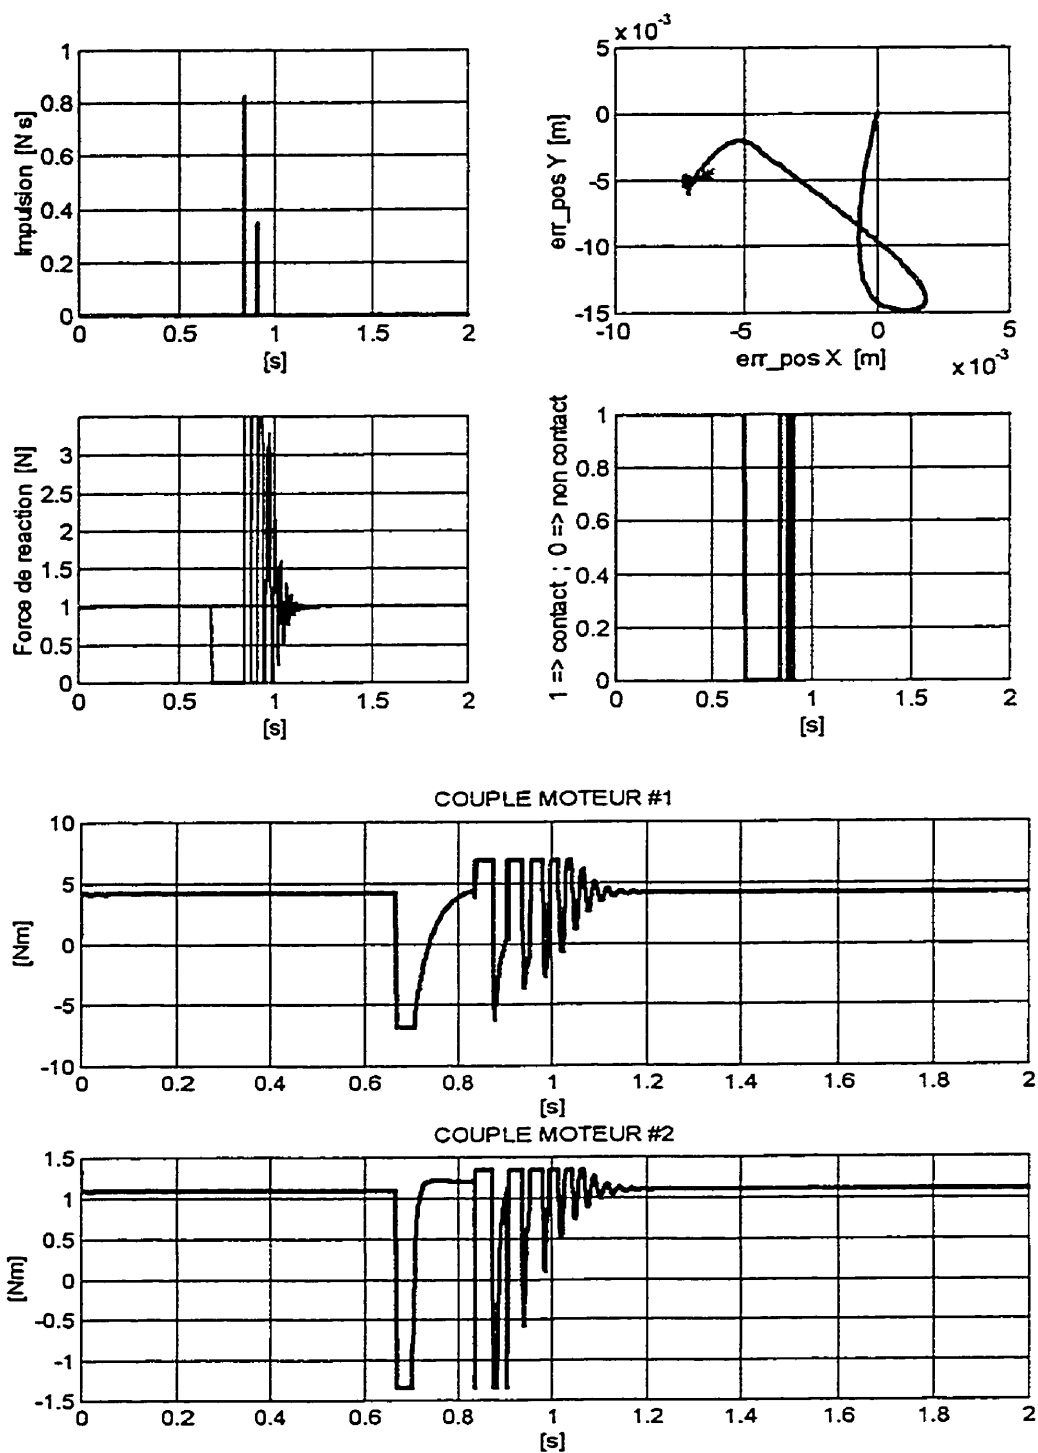 Impulsion [N s]
1
0.8
0.6
0.4
0.2
0
0 0.5 1 1.5 2
[s]
x 10-3
err_pos Y [m]
5
0
-5
-10
-15
-10 -5 0 5
err_pos X [m]
x 10-3
Force de reaction [N]
3
2.5
2
1.5
1
0.5
0
0 0.5 1 1.5 2
[s]
1 => contact ; 0 => non contact
1
0.8
0.6
0.4
0.2
0
0 0.5 1 1.5 2
[s]
COUPLE MOTEUR #1
[Nm]
10
5
0
-5
-10
0 0.2 0.4 0.6 0.8 1 1.2 1.4 1.6 1.8 2
[s]
COUPLE MOTEUR #2
[Nm]
1.5
1
0.5
0
-0.5
-1
-1.5
0 0.2 0.4 0.6 0.8 1 1.2 1.4 1.6 1.8 2
[s]